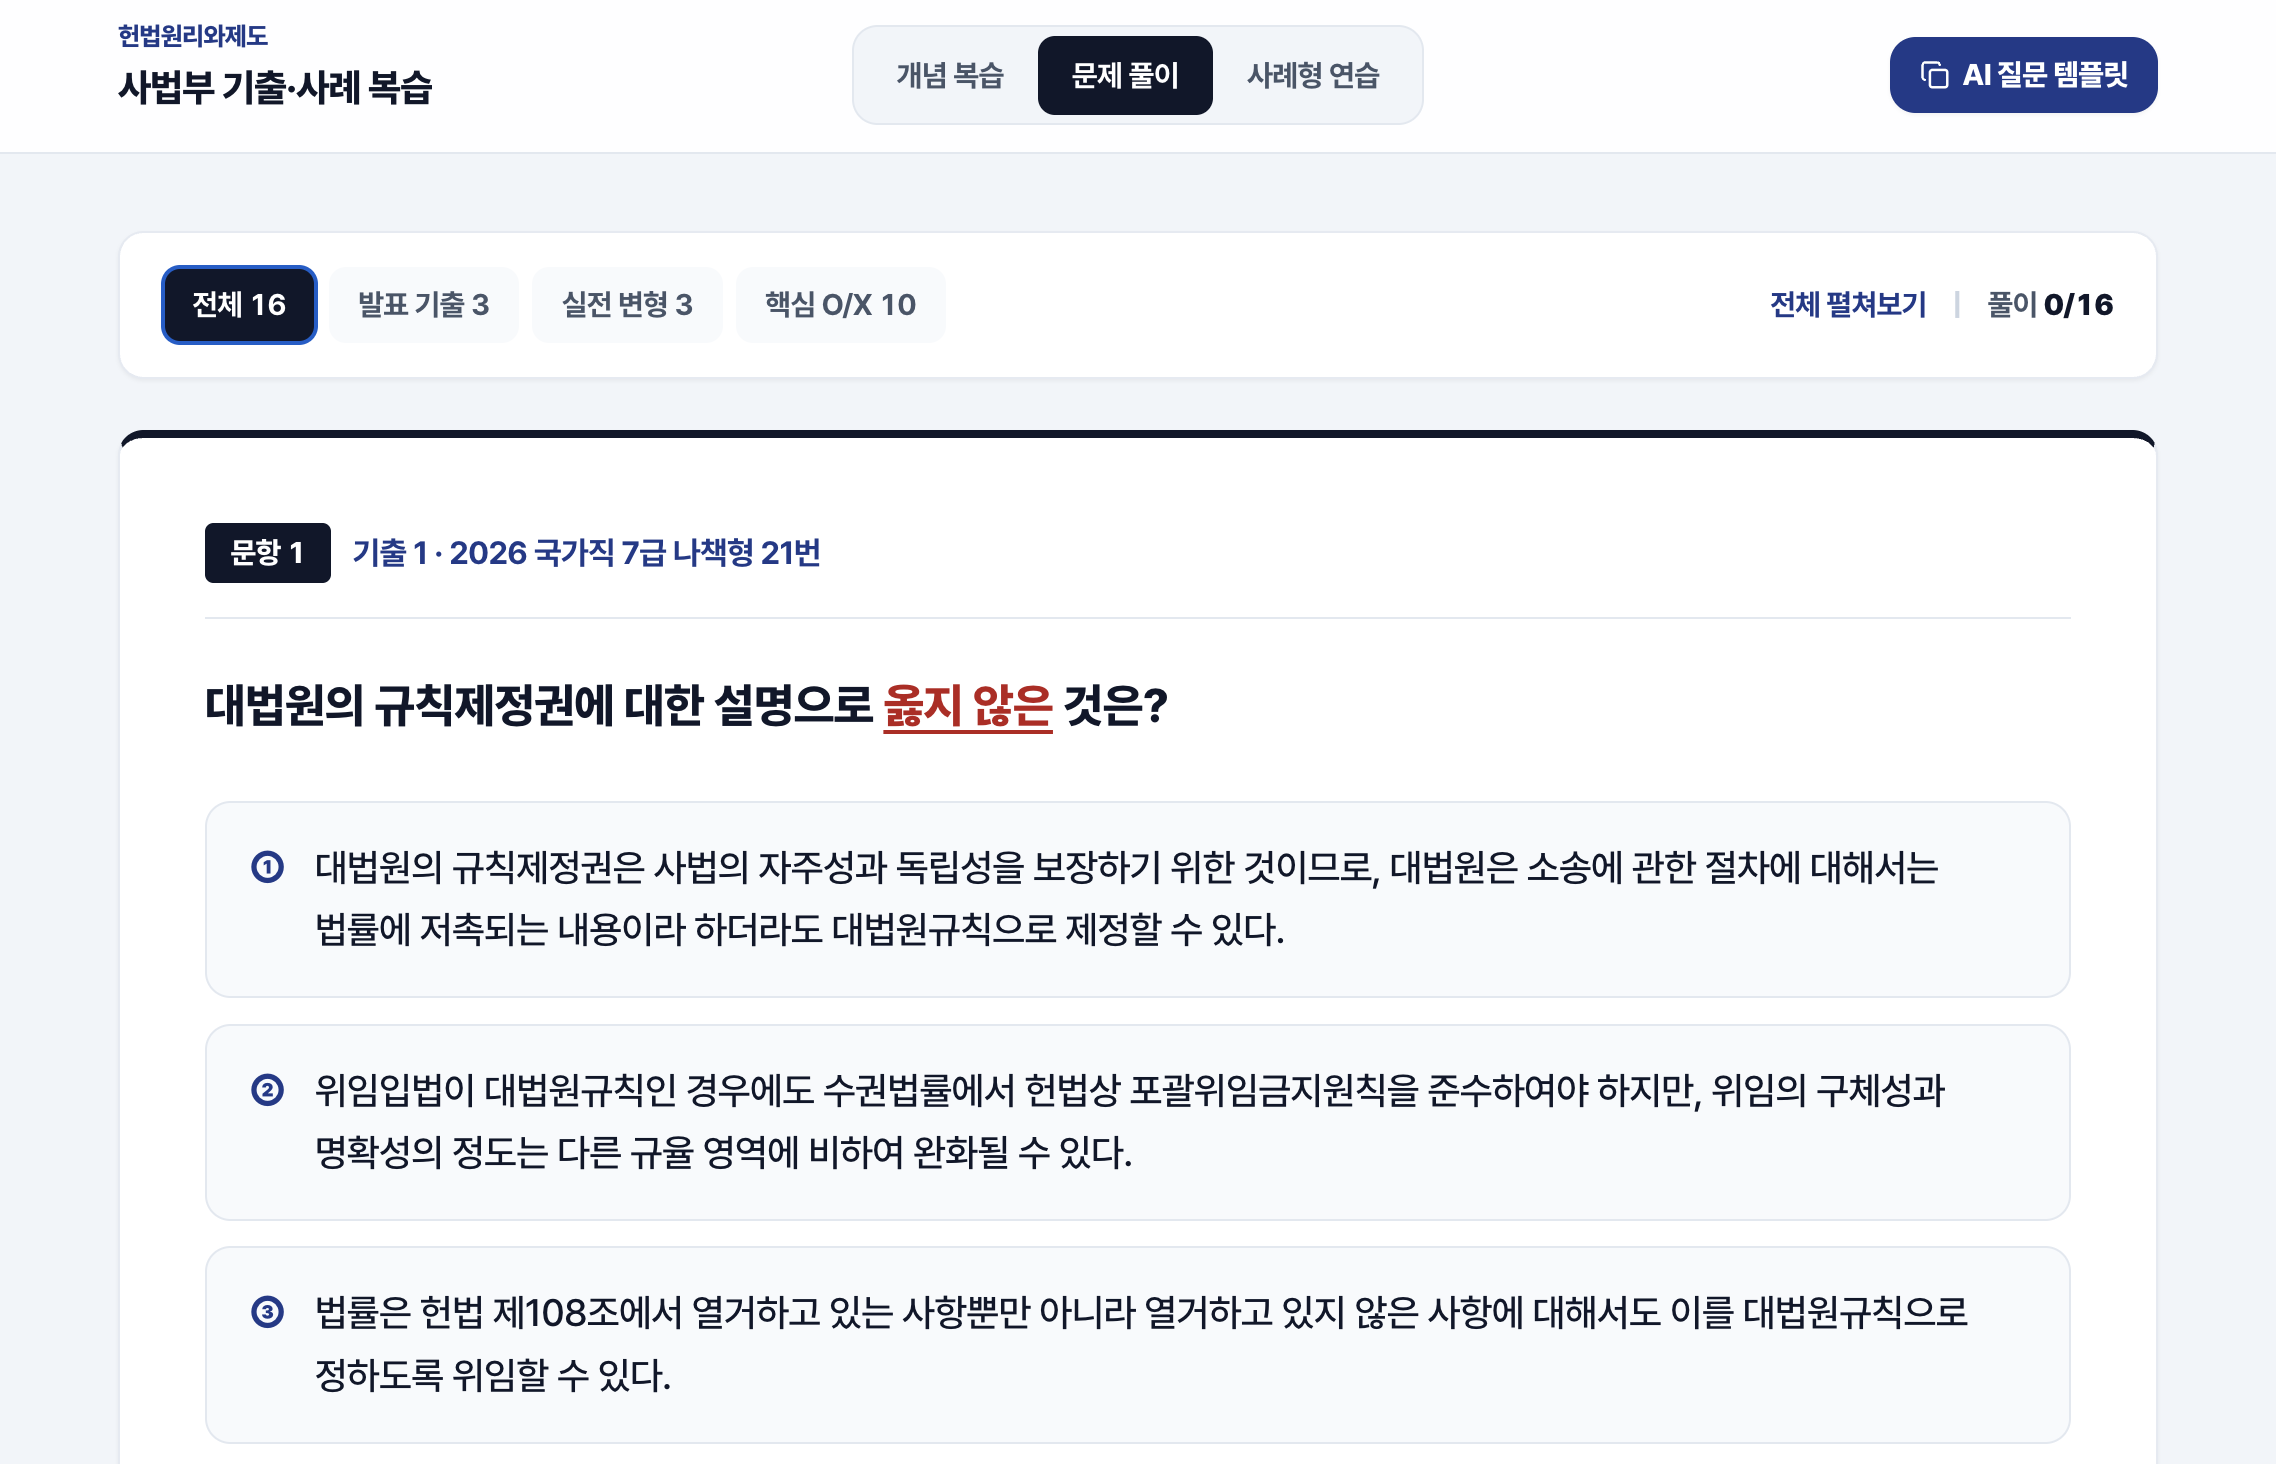 헌법원리와제도
사법부 기출·사례 복습
개념 복습
문제 풀이
사례형 연습
AI 질문 템플릿
전체 16
발표 기출 3
실전 변형 3
핵심 O/X 10
전체 펼쳐보기 | 풀이 0/16
문항 1
기출 1 · 2026 국가직 7급 나책형 21번
대법원의 규칙제정권에 대한 설명으로 옳지 않은 것은?
① 대법원의 규칙제정권은 사법의 자주성과 독립성을 보장하기 위한 것이므로, 대법원은 소송에 관한 절차에 대해서는
법률에 저촉되는 내용이라 하더라도 대법원규칙으로 제정할 수 있다.
② 위임입법이 대법원규칙인 경우에도 수권법률에서 헌법상 포괄위임금지원칙을 준수하여야 하지만, 위임의 구체성과
명확성의 정도는 다른 규율 영역에 비하여 완화될 수 있다.
③ 법률은 헌법 제108조에서 열거하고 있는 사항뿐만 아니라 열거하고 있지 않은 사항에 대해서도 이를 대법원규칙으로
정하도록 위임할 수 있다.